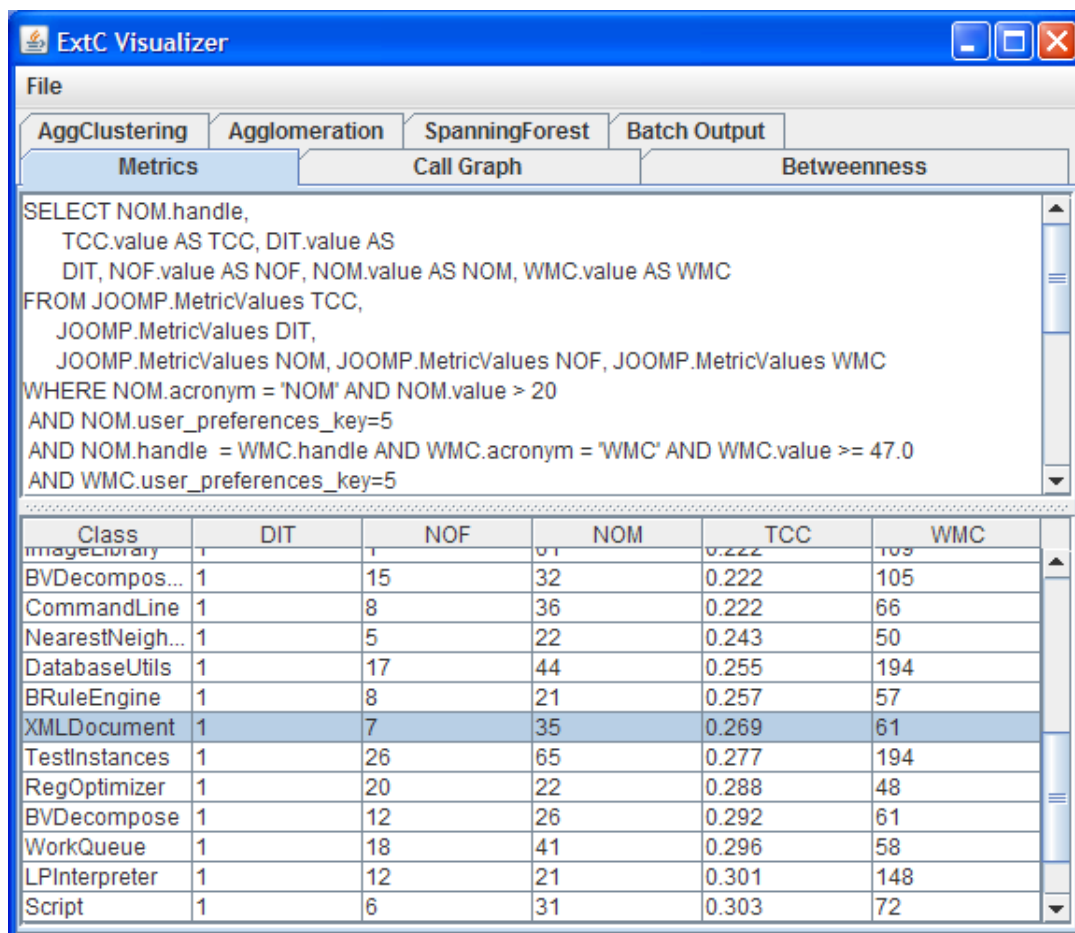 ExtC Visualizer
File
AggClustering Agglomeration SpanningForest Batch Output
Metrics Call Graph Betweenness
SELECT NOM.handle,
TCC.value AS TCC, DIT.value AS
DIT, NOF.value AS NOF, NOM.value AS NOM, WMC.value AS WMC
FROM JOOMP.MetricValues TCC,
JOOMP.MetricValues DIT,
JOOMP.MetricValues NOM, JOOMP.MetricValues NOF, JOOMP.MetricValues WMC
WHERE NOM.acronym = 'NOM' AND NOM.value > 20
AND NOM.user_preferences_key=5
AND NOM.handle = WMC.handle AND WMC.acronym = 'WMC' AND WMC.value >= 47.0
AND WMC.user_preferences_key=5
Class DIT NOF NOM TCC WMC
ImageLibrary 1 1 61 0.222 109
BVDecompos... 1 15 32 0.222 105
CommandLine 1 8 36 0.222 66
NearestNeigh... 1 5 22 0.243 50
DatabaseUtils 1 17 44 0.255 194
BRuleEngine 1 8 21 0.257 57
XMLDocument 1 7 35 0.269 61
TestInstances 1 26 65 0.277 194
RegOptimizer 1 20 22 0.288 48
BVDecompose 1 12 26 0.292 61
WorkQueue 1 18 41 0.296 58
LPInterpreter 1 12 21 0.301 148
Script 1 6 31 0.303 72